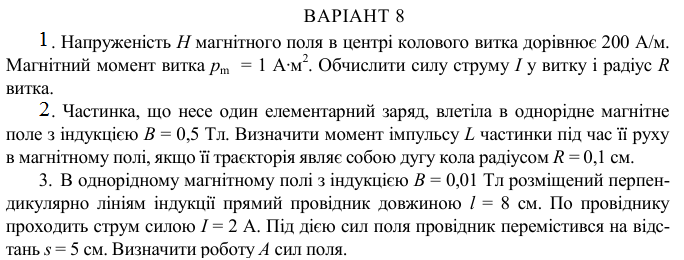 ВАРІАНТ 8
1. Напруженість H магнітного поля в центрі колового витка дорівнює 200 А/м.
Магнітний момент витка pm = 1 А·м². Обчислити силу струму I у витку і радіус R
витка.
2. Частинка, що несе один елементарний заряд, влетіла в однорідне магнітне
поле з індукцією B = 0,5 Тл. Визначити момент імпульсу L частинки під час її руху
в магнітному полі, якщо її траєкторія являє собою дугу кола радіусом R = 0,1 см.
3. В однорідному магнітному полі з індукцією B = 0,01 Тл розміщений перпен-
дикулярно лініям індукції прямий провідник довжиною l = 8 см. По провіднику
проходить струм силою I = 2 А. Під дією сил поля провідник перемістився на відс-
тань s = 5 см. Визначити роботу A сил поля.